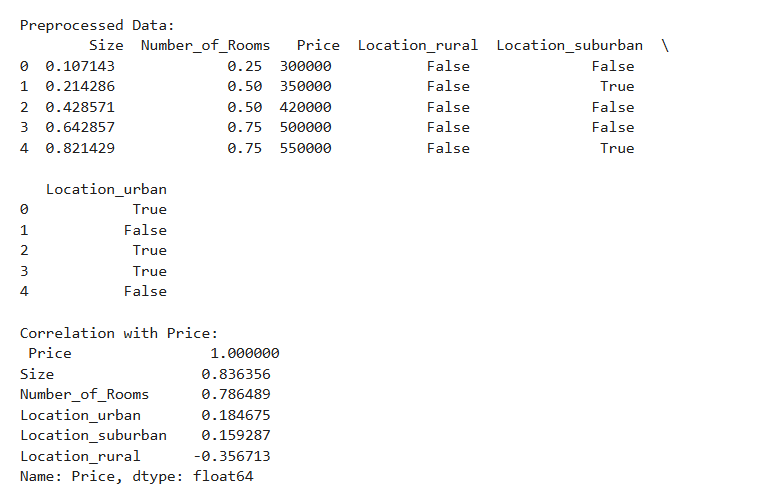 Preprocessed Data:
       Size  Number_of_Rooms   Price  Location_rural  Location_suburban  \
0  0.107143             0.25  300000           False              False
1  0.214286             0.50  350000           False               True
2  0.428571             0.50  420000           False              False
3  0.642857             0.75  500000           False              False
4  0.821429             0.75  550000           False               True
   Location_urban
0            True
1           False
2            True
3            True
4           False
Correlation with Price:
 Price                1.000000
Size                 0.836356
Number_of_Rooms      0.786489
Location_urban       0.184675
Location_suburban    0.159287
Location_rural      -0.356713
Name: Price, dtype: float64